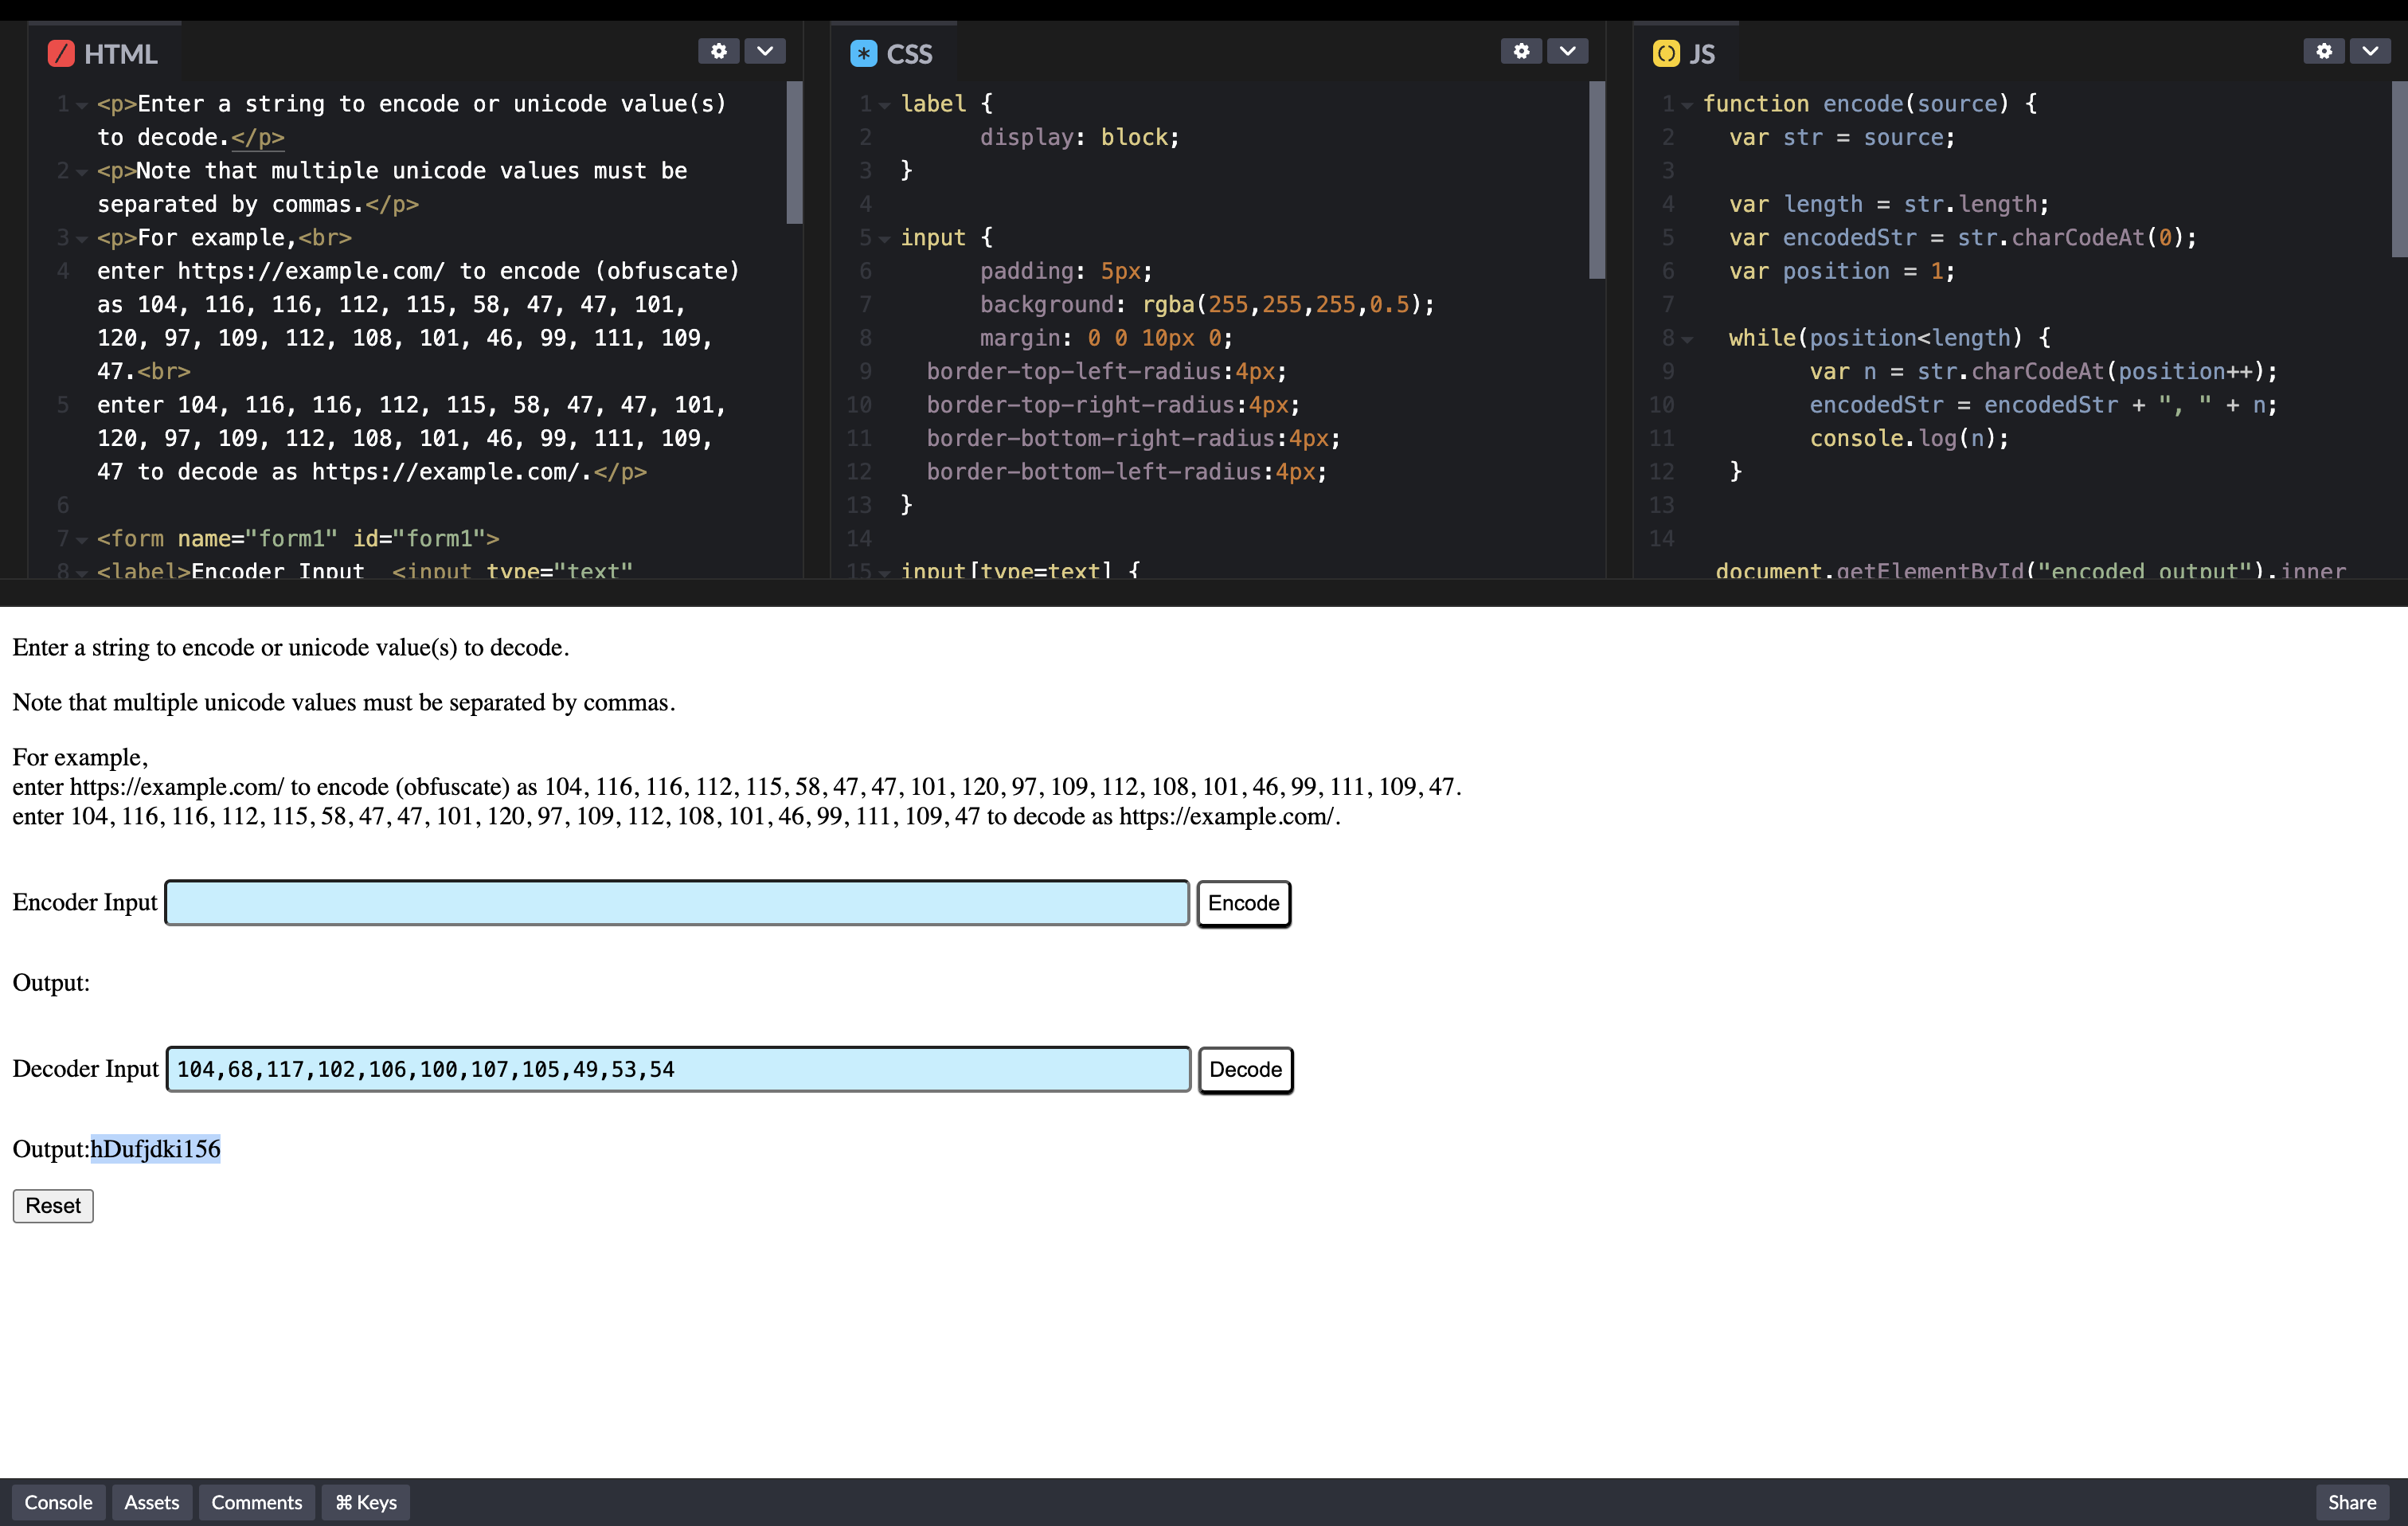 HTML
1 <p>Enter a string to encode or unicode value(s)
to decode.</p>
2 <p>Note that multiple unicode values must be
separated by commas.</p>
3 <p>For example,<br>
4 enter https://example.com/ to encode (obfuscate)
as 104, 116, 116, 112, 115, 58, 47, 47, 101,
120, 97, 109, 112, 108, 101, 46, 99, 111, 109,
47.<br>
5 enter 104, 116, 116, 112, 115, 58, 47, 47, 101,
120, 97, 109, 112, 108, 101, 46, 99, 111, 109,
47 to decode as https://example.com/.</p>
6
7 <form name="form1" id="form1">
8 <label>Encoder Input <input type="text"
CSS
1 label {
2 display: block;
3 }
4
5 input {
6 padding: 5px;
7 background: rgba(255,255,255,0.5);
8 margin: 0 0 10px 0;
9 border-top-left-radius:4px;
10 border-top-right-radius:4px;
11 border-bottom-right-radius:4px;
12 border-bottom-left-radius:4px;
13 }
14
15 input[type=text] {
JS
1 function encode(source) {
2 var str = source;
3
4 var length = str.length;
5 var encodedStr = str.charCodeAt(0);
6 var position = 1;
7
8 while(position<length) {
9 var n = str.charCodeAt(position++);
10 encodedStr = encodedStr + ", " + n;
11 console.log(n);
12 }
13
14
document.getElementById("encoded_output").inner
Enter a string to encode or unicode value(s) to decode.
Note that multiple unicode values must be separated by commas.
For example,
enter https://example.com/ to encode (obfuscate) as 104, 116, 116, 112, 115, 58, 47, 47, 101, 120, 97, 109, 112, 108, 101, 46, 99, 111, 109, 47.
enter 104, 116, 116, 112, 115, 58, 47, 47, 101, 120, 97, 109, 112, 108, 101, 46, 99, 111, 109, 47 to decode as https://example.com/.
Encoder Input Encode
Output:
Decoder Input 104,68,117,102,106,100,107,105,49,53,54 Decode
Output:hDufjdki156
Reset
Console Assets Comments ⌘ Keys Share